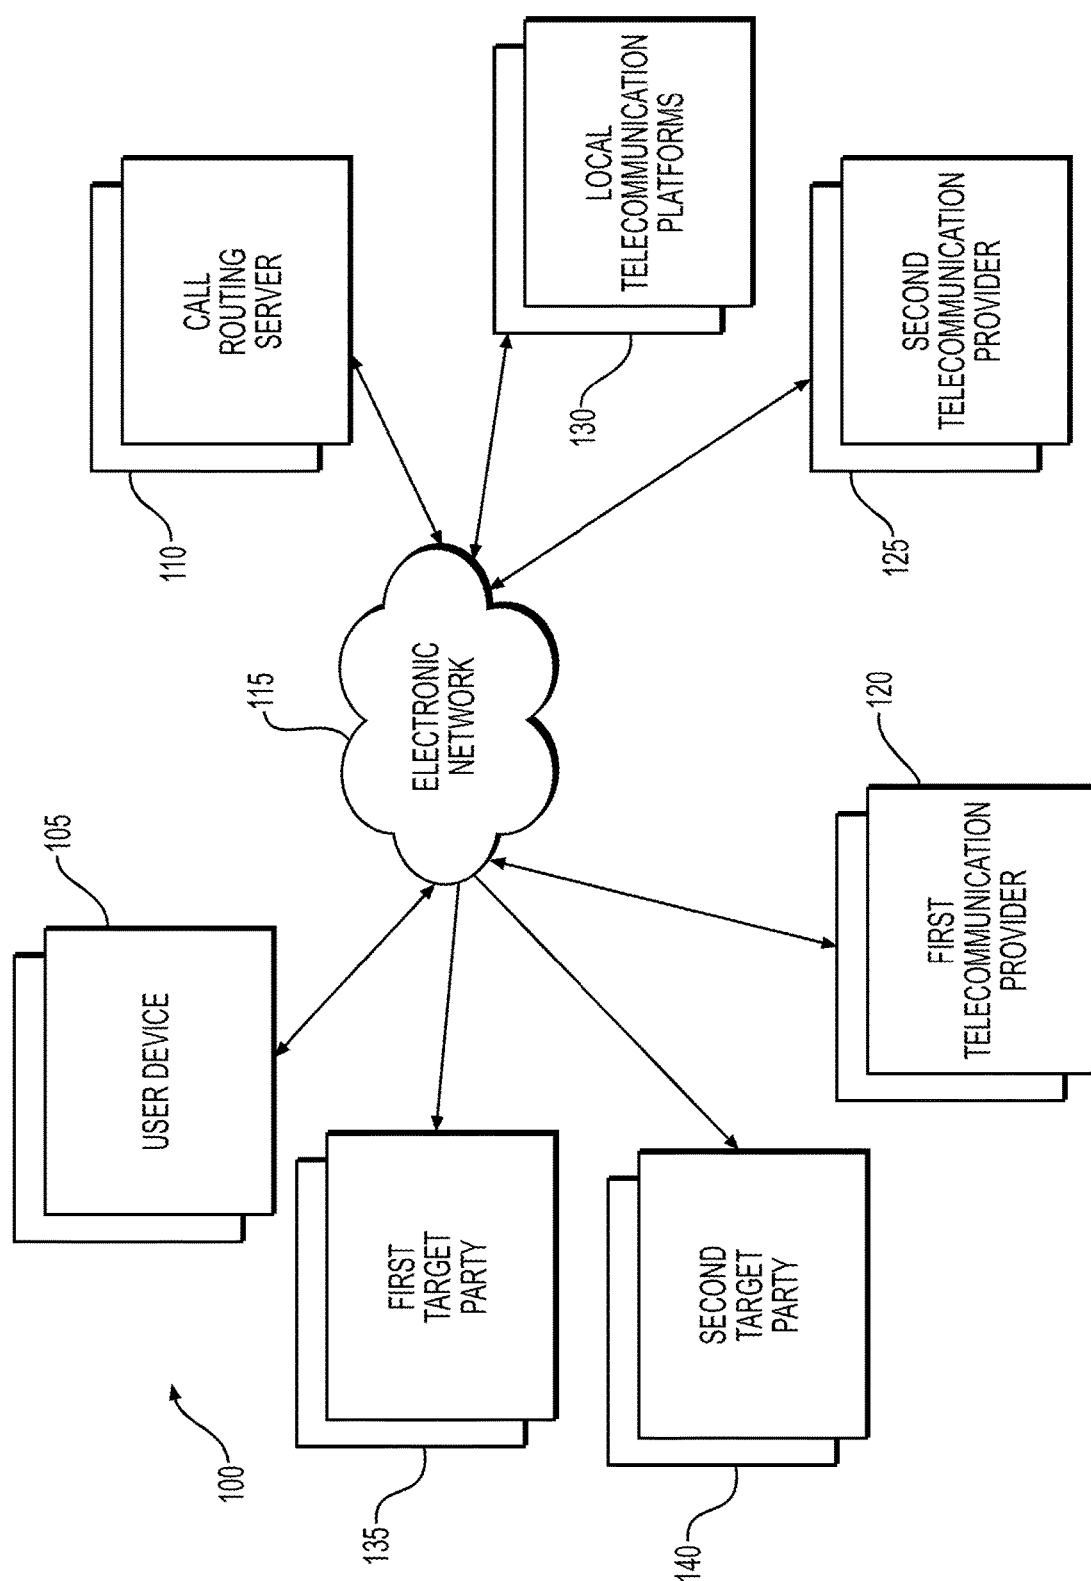 100
USER DEVICE
105
115
110
CALL
ROUTING
SERVER
135
FIRST
TARGET
PARTY
ELECTRONIC
NETWORK
130
LOCAL
TELECOMMUNICATION
PLATFORMS
140
SECOND
TARGET
PARTY
FIRST
TELECOMMUNICATION
PROVIDER
120
125
SECOND
TELECOMMUNICATION
PROVIDER